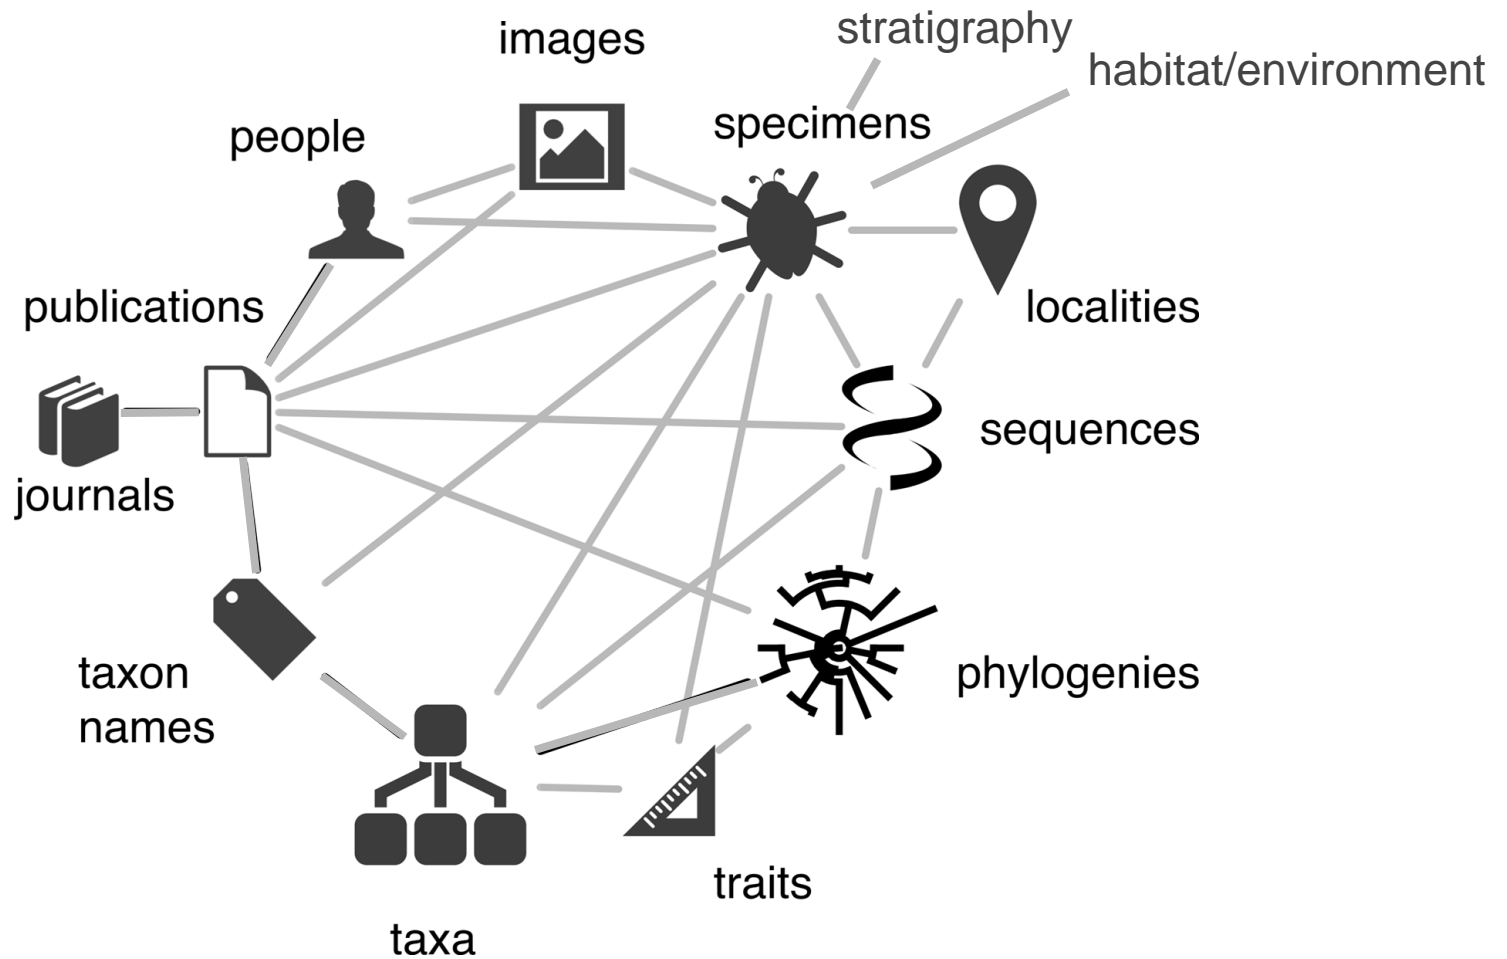 images
stratigraphy
habitat/environment
people
specimens
publications
localities
sequences
journals
taxon
names
phylogenies
traits
taxa